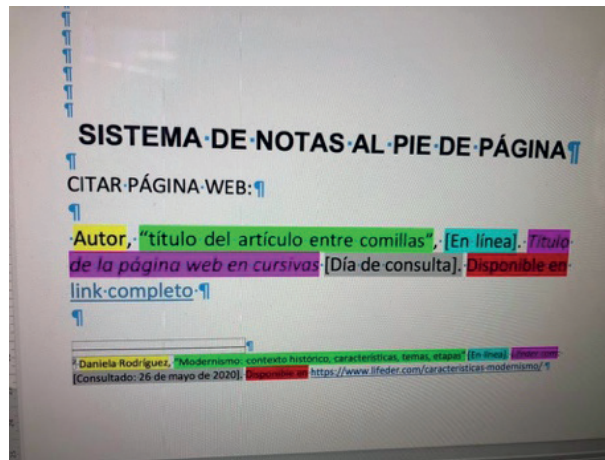 SISTEMA DE NOTAS AL PIE DE PÁGINA
CITAR PÁGINA WEB:
Autor, "título del artículo entre comillas", [En línea]. Título
de la página web en cursivas [Día de consulta]. Disponible en
link completo
Daniela Rodríguez, "Modernismo: contexto histórico, características, temas, etapas" [En línea]. Lifeder.com
[Consultado: 26 de mayo de 2020]. Disponible en https://www.lifeder.com/caracteristicas-modernismo/